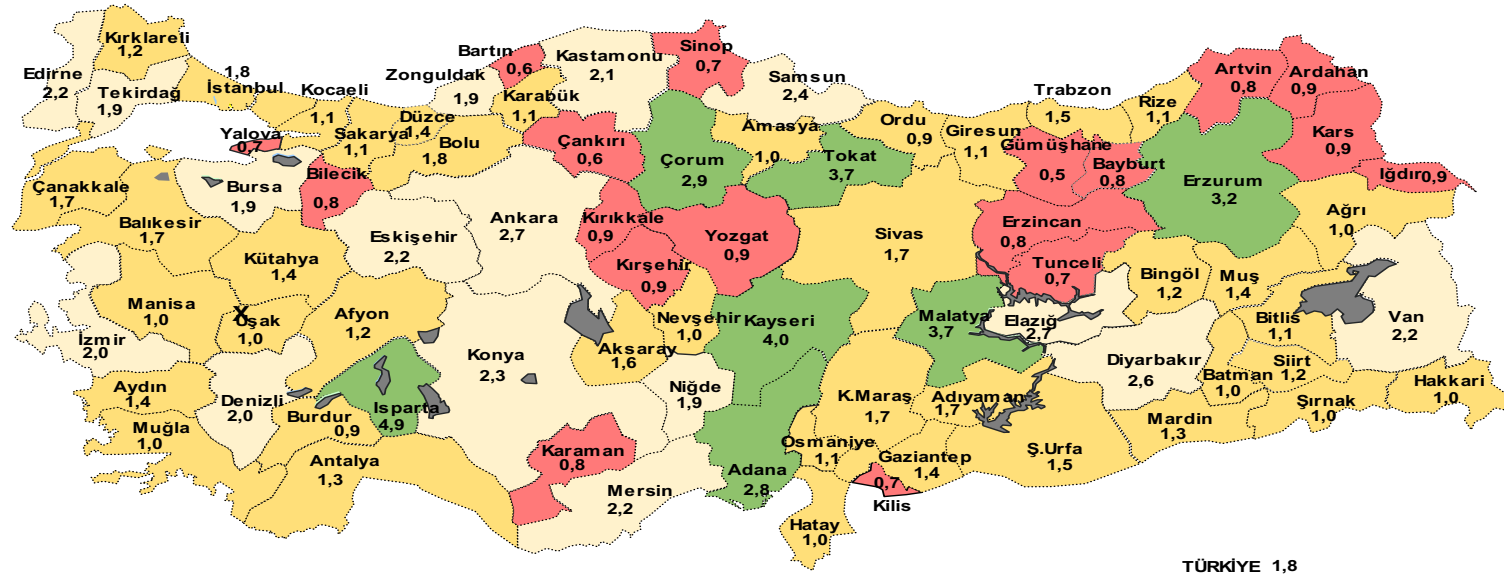 Kırklareli
1,2
Edirne
2,2
Tekirdağ
1,9
1,8
İstanbul
Kocaeli
1,1
Yalova
0,7
Sakarya
1,1
Düzce
1,4
Bolu
1,8
Zonguldak
1,9
Bartın
0,6
Karabük
1,1
Kastamonu
2,1
Sinop
0,7
Samsun
2,4
Çankırı
0,6
Çorum
2,9
Amasya
1,0
Tokat
3,7
Ordu
0,9
Giresun
1,1
Trabzon
1,5
Rize
1,1
Artvin
0,8
Ardahan
0,9
Kars
0,9
Iğdır
0,9
Gümüşhane
0,5
Bayburt
0,8
Erzurum
3,2
Ağrı
1,0
Çanakkale
1,7
Balıkesir
1,7
Bursa
1,9
Bilecik
0,8
Eskişehir
2,2
Ankara
2,7
Kırıkkale
0,9
Kırşehir
0,9
Yozgat
0,9
Sivas
1,7
Erzincan
0,8
Tunceli
0,7
Bingöl
1,2
Muş
1,4
Bitlis
1,1
Van
2,2
Kütahya
1,4
Manisa
1,0
x
Uşak
1,0
Afyon
1,2
İzmir
2,0
Aydın
1,4
Denizli
2,0
Muğla
1,0
Burdur
0,9
Isparta
4,9
Antalya
1,3
Konya
2,3
Aksaray
1,6
Nevşehir
1,0
Niğde
1,9
Kayseri
4,0
Malatya
3,7
Elazığ
2,7
Diyarbakır
2,6
Batman
1,0
Siirt
1,2
Şırnak
1,0
Hakkari
1,0
Mardin
1,3
Karaman
0,8
Mersin
2,2
Adana
2,8
K.Maraş
1,7
Adıyaman
1,7
Osmaniye
1,1
Gaziantep
1,4
Ş.Urfa
1,5
0,7
Kilis
Hatay
1,0
TÜRKİYE 1,8